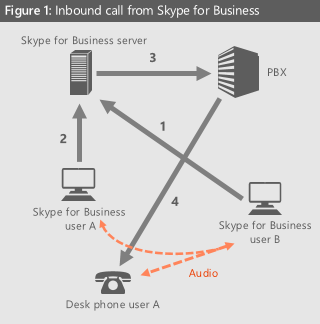 Figure 1: Inbound call from Skype for Business
Skype for Business server
3
PBX
2
1
Skype for Business
user A
4
Skype for Business
user B
Audio
Desk phone user A